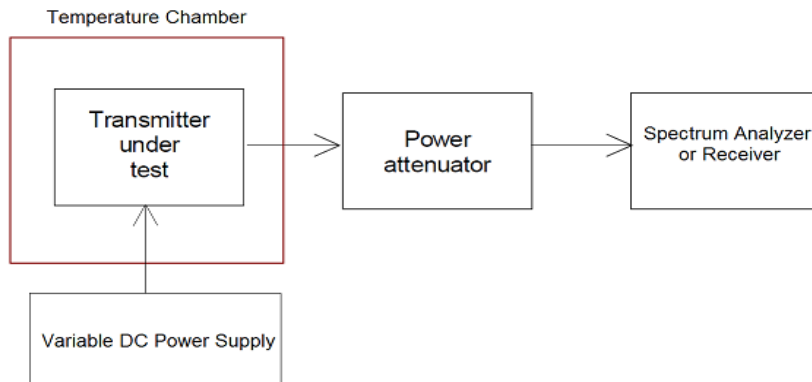 Temperature Chamber
Transmitter
under
test
Power
attenuator
Spectrum Analyzer
or Receiver
Variable DC Power Supply